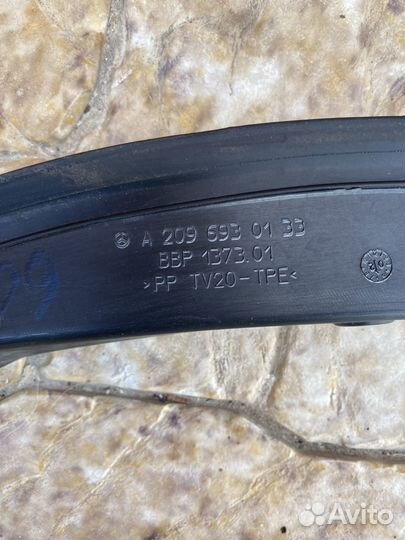 A 209 693 01 33
BBP 1373.01
>PP TV20-TPE<
Avito